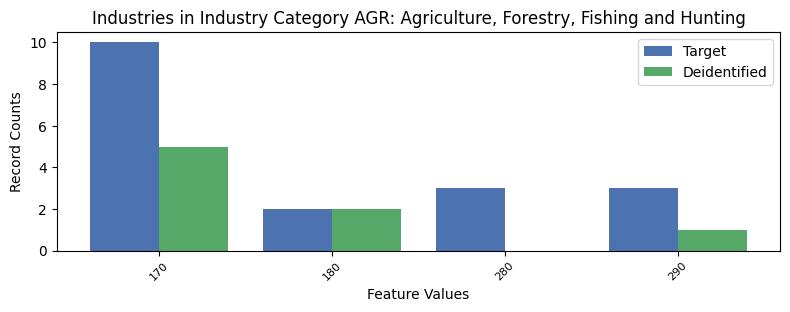 Industries in Industry Category AGR: Agriculture, Forestry, Fishing and Hunting
Target
Deidentified
Record Counts
10
8
6
4
2
0
170
180
280
290
Feature Values